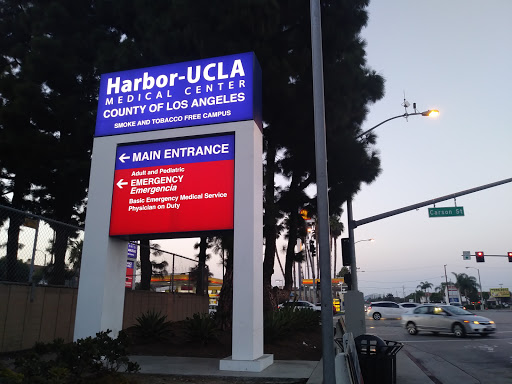 Harbor-UCLA
MEDICAL CENTER
COUNTY OF LOS ANGELES
SMOKE AND TOBACCO FREE CAMPUS
← MAIN ENTRANCE
Adult and Pediatric
← EMERGENCY
Emergencia
Basic Emergency Medical Service
Physician on Duty
Carson St